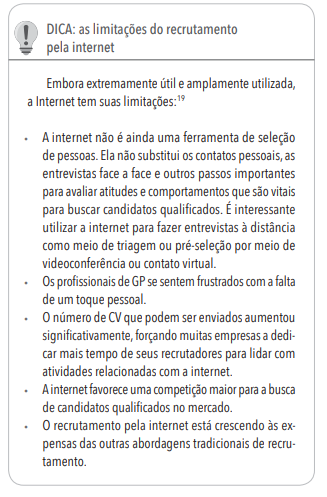 DICA: as limitações do recrutamento
pela internet
Embora extremamente útil e amplamente utilizada,
a Internet tem suas limitações:19
• A internet não é ainda uma ferramenta de seleção
de pessoas. Ela não substitui os contatos pessoais, as
entrevistas face a face e outros passos importantes
para avaliar atitudes e comportamentos que são vitais
para buscar candidatos qualificados. É interessante
utilizar a internet para fazer entrevistas à distância
como meio de triagem ou pré-seleção por meio de
videoconferência ou contato virtual.
• Os profissionais de GP se sentem frustrados com a falta
de um toque pessoal.
• O número de CV que podem ser enviados aumentou
significativamente, forçando muitas empresas a dedi-
car mais tempo de seus recrutadores para lidar com
atividades relacionadas com a internet.
• A internet favorece uma competição maior para a busca
de candidatos qualificados no mercado.
• O recrutamento pela internet está crescendo às ex-
pensas das outras abordagens tradicionais de recru-
tamento.